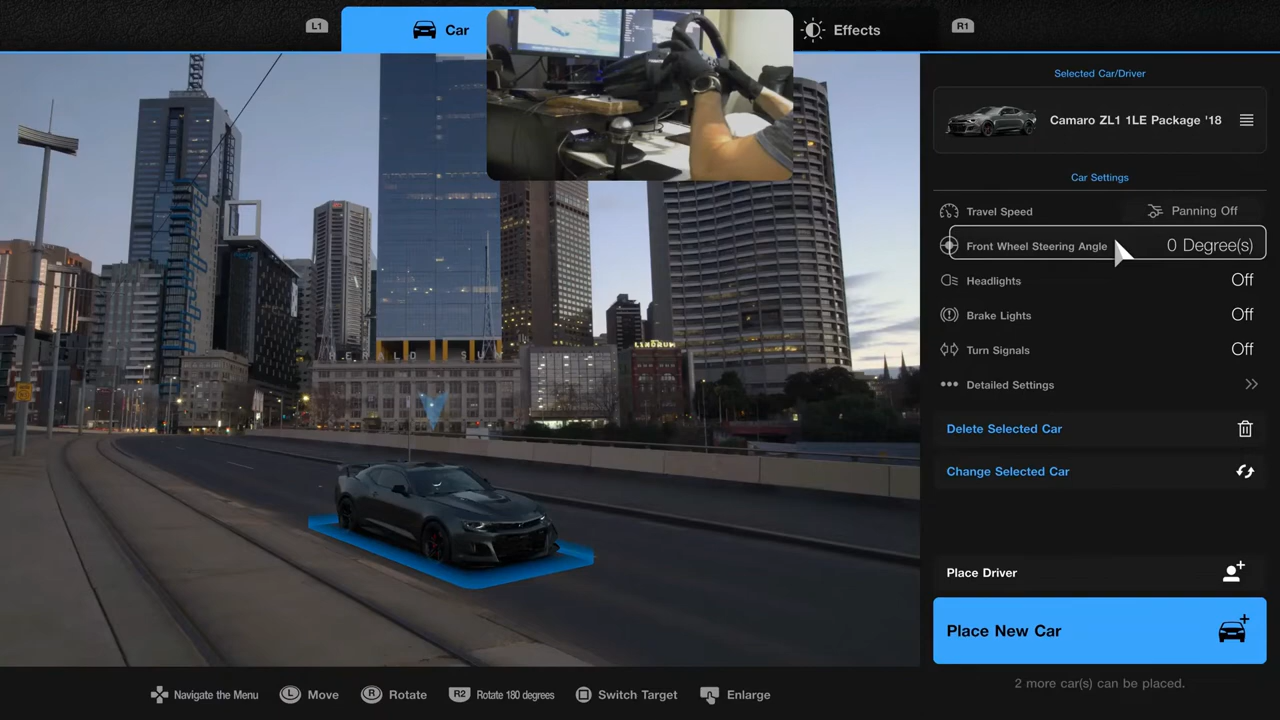 L1
Car
Effects
R1
Selected Car/Driver
Camaro ZL1 1LE Package '18
Car Settings
Travel Speed
Panning Off
Front Wheel Steering Angle
0 Degree(s)
Headlights
Off
Brake Lights
Off
Turn Signals
Off
Detailed Settings
Delete Selected Car
Change Selected Car
Place Driver
Place New Car
2 more car(s) can be placed.
HERALD SUN
LINDRUM
Navigate the Menu
L Move
R Rotate
R2 Rotate 180 degrees
Switch Target
Enlarge